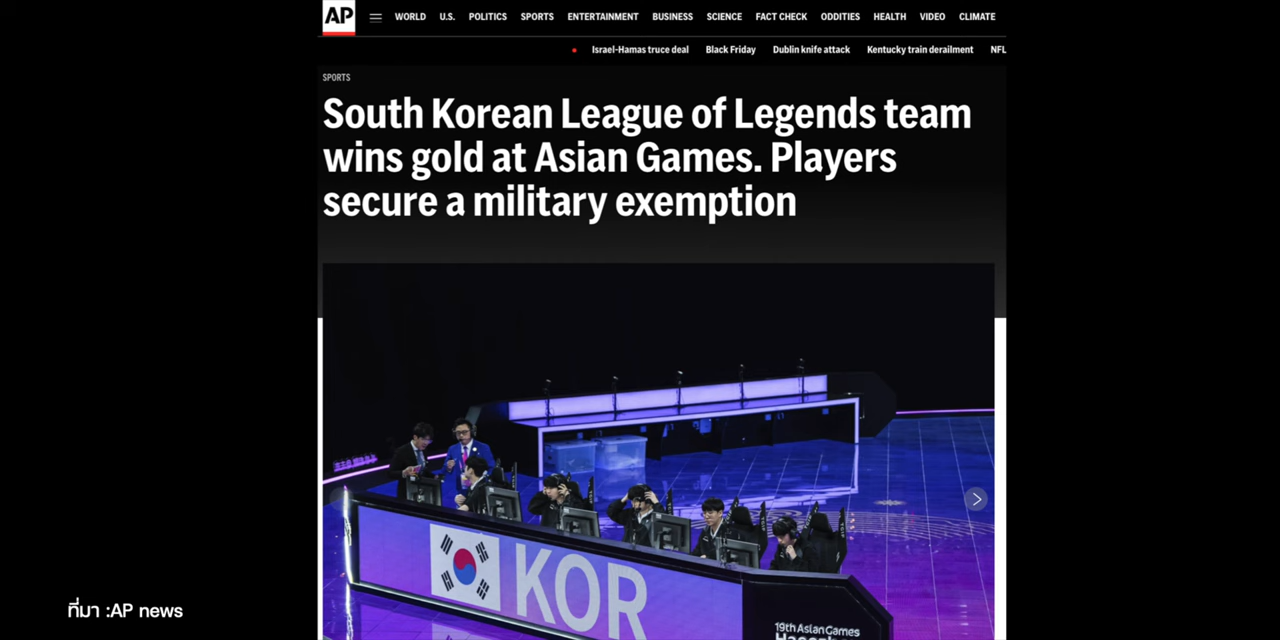 AP
WORLD U.S. POLITICS SPORTS ENTERTAINMENT BUSINESS SCIENCE FACT CHECK ODDITIES HEALTH VIDEO CLIMATE
Israel-Hamas truce deal Black Friday Dublin knife attack Kentucky train derailment NFL
SPORTS
South Korean League of Legends team
wins gold at Asian Games. Players
secure a military exemption
KOR
19th Asian Games
ที่มา :AP news